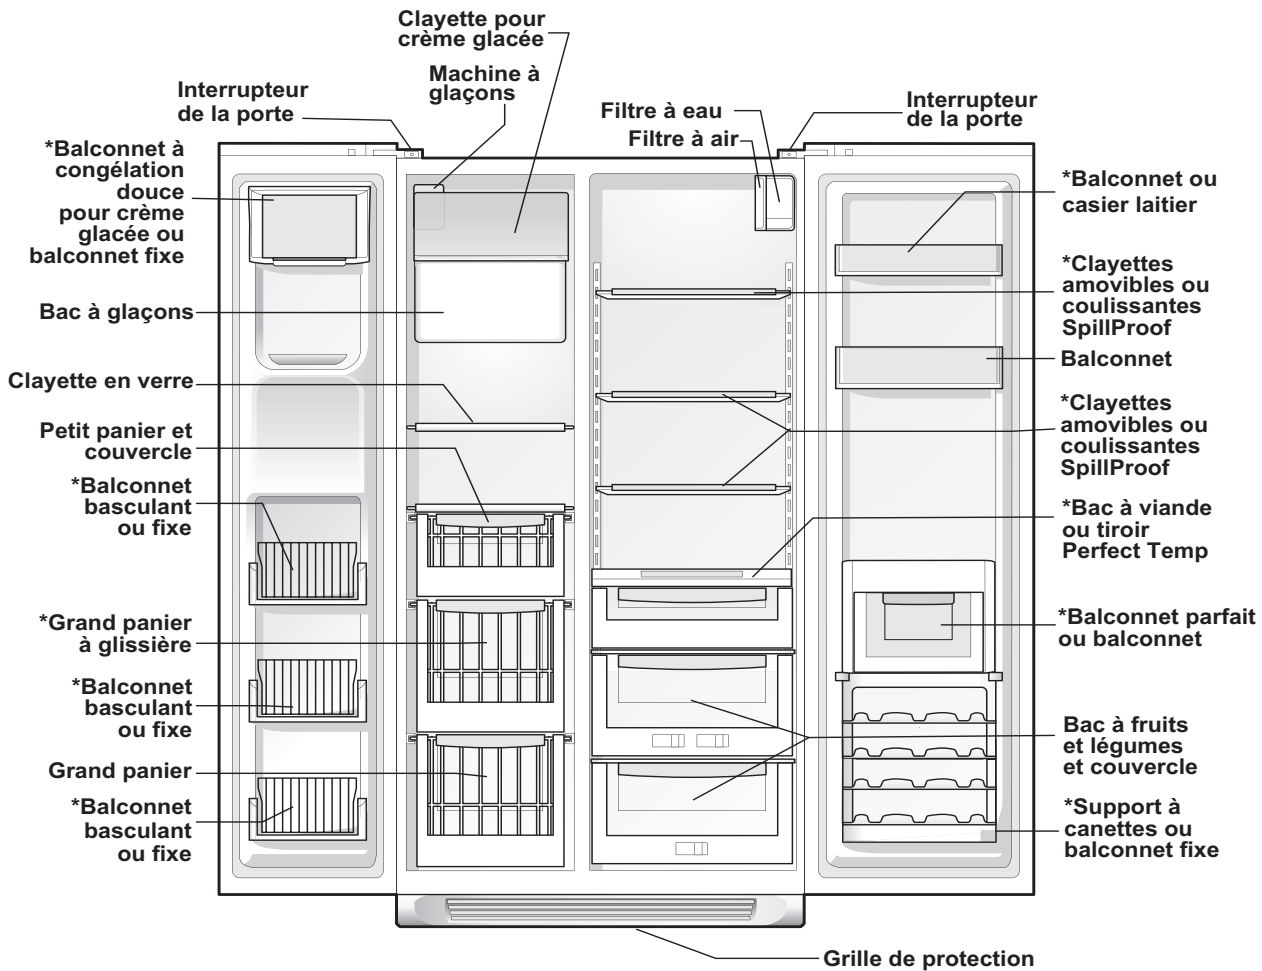 Clayette pour
crème glacée
Machine à
glaçons
Interrupteur
de la porte
Filtre à eau
Filtre à air
Interrupteur
de la porte
*Balconnet à
congélation
douce
pour crème
glacée ou
balconnet fixe
Bac à glaçons
Clayette en verre
Petit panier et
couvercle
*Balconnet
basculant
ou fixe
*Grand panier
à glissière
*Balconnet
basculant
ou fixe
Grand panier
*Balconnet
basculant
ou fixe
*Balconnet ou
casier laitier
*Clayettes
amovibles ou
coulissantes
SpillProof
Balconnet
*Clayettes
amovibles ou
coulissantes
SpillProof
*Bac à viande
ou tiroir
Perfect Temp
*Balconnet parfait
ou balconnet
Bac à fruits
et légumes
et couvercle
*Support à
canettes ou
balconnet fixe
Grille de protection